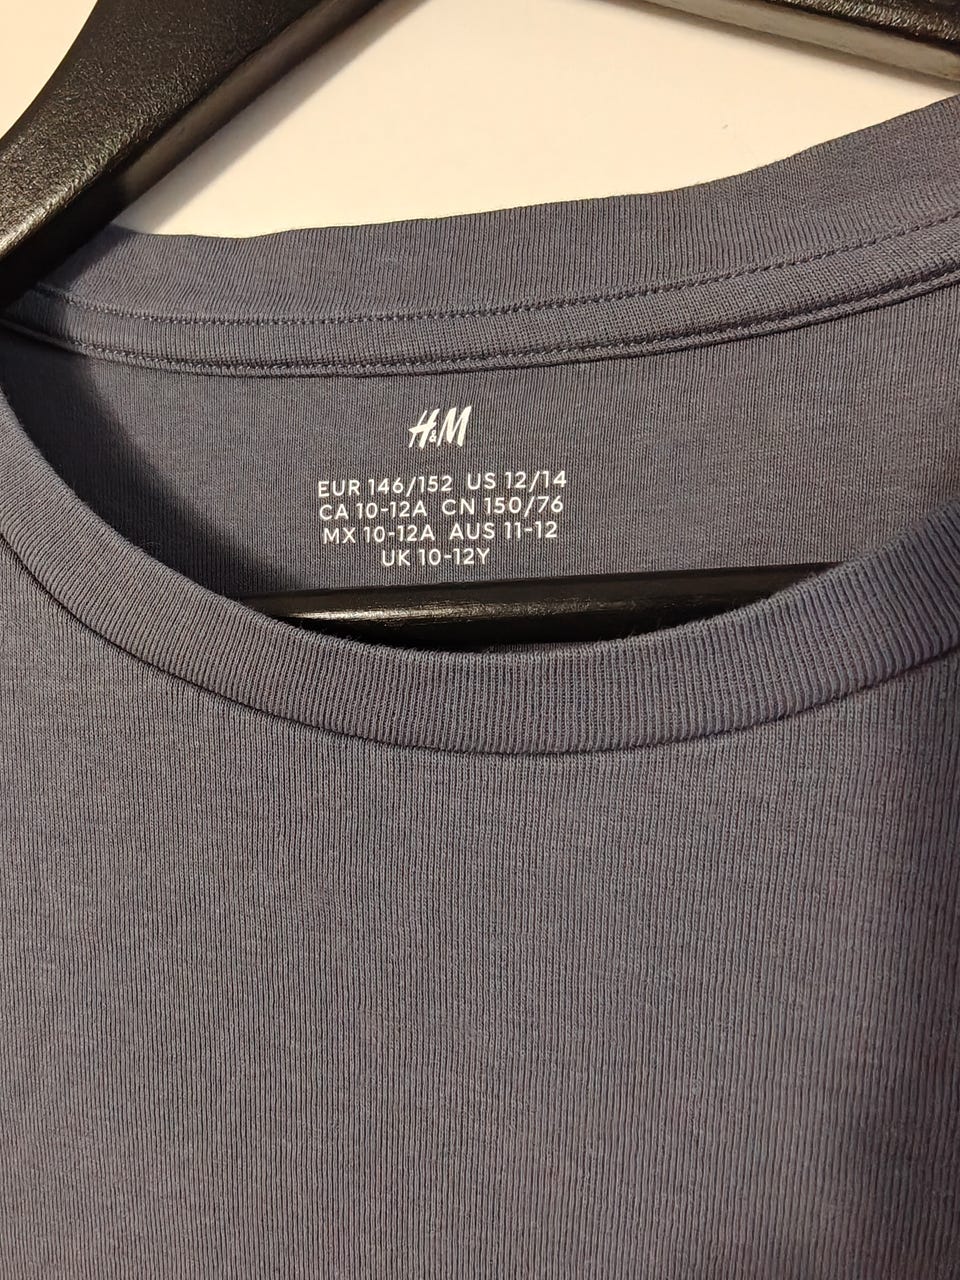 H&M
EUR 146/152 US 12/14
CA 10-12A CN 150/76
MX 10-12A AUS 11-12
UK 10-12Y